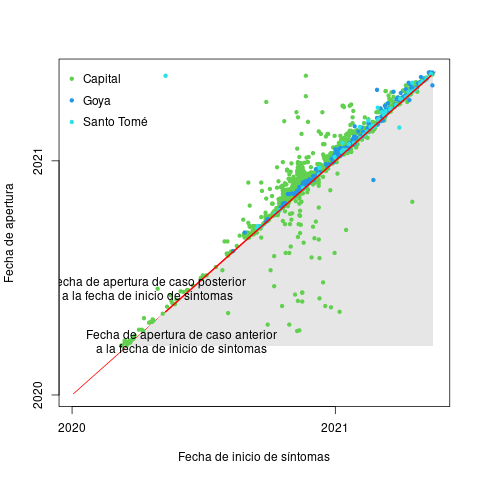 Capital
Goya
Santo Tomé
2021
Fecha de apertura
echa de apertura de caso posterior
a la fecha de inicio de síntomas
Fecha de apertura de caso anterior
a la fecha de inicio de síntomas
2020
2020
2021
Fecha de inicio de síntomas